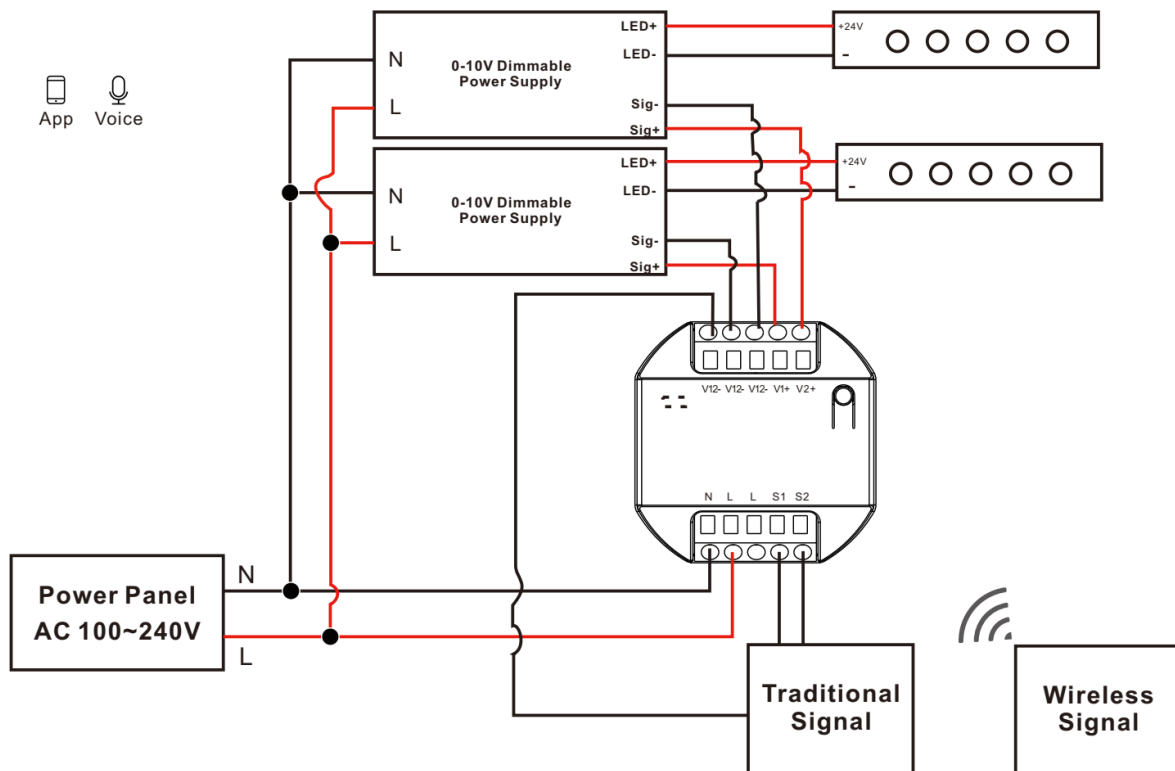 App Voice
N
L
0-10V Dimmable
Power Supply
LED+
LED-
Sig-
Sig+
+24V
-
N
L
0-10V Dimmable
Power Supply
LED+
LED-
Sig-
Sig+
+24V
-
V12- V12- V12- V1+ V2+
N L L S1 S2
Power Panel
AC 100~240V
N
L
Traditional
Signal
Wireless
Signal